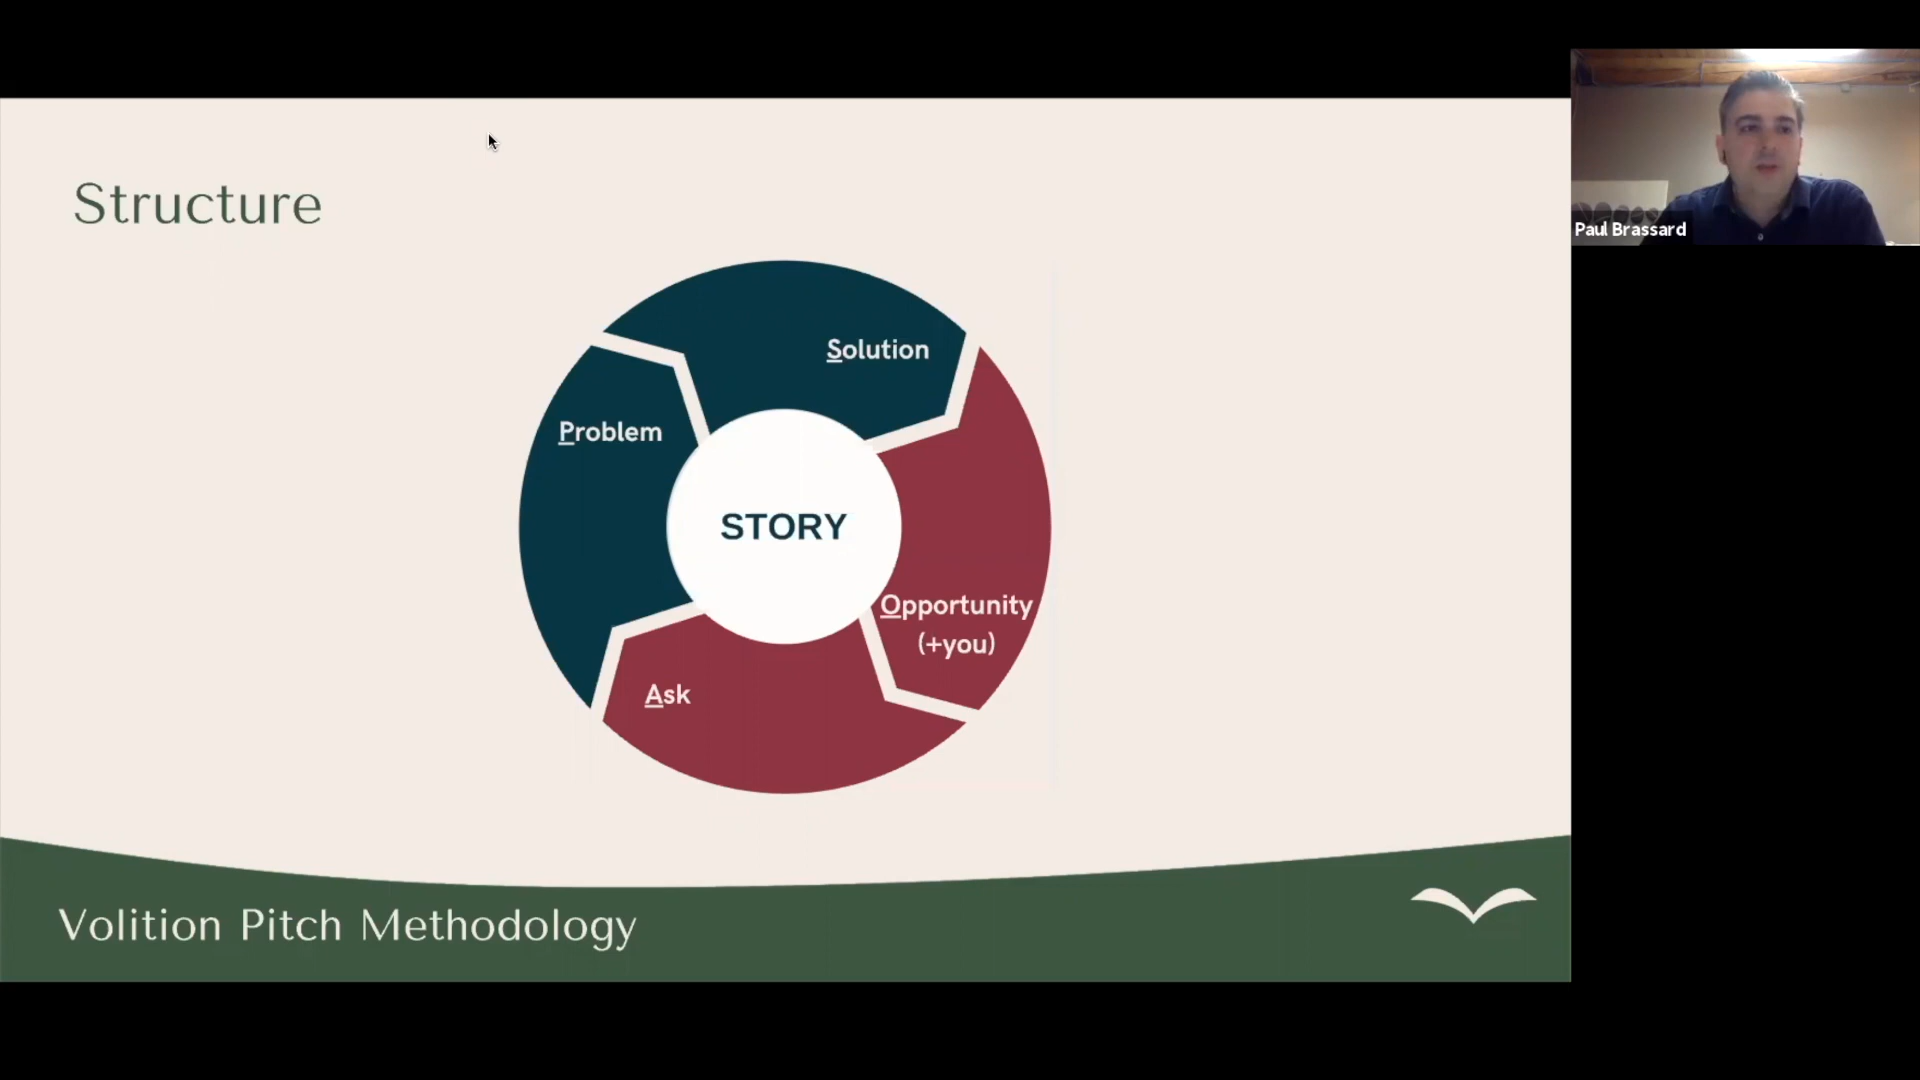 Structure
Solution
Problem
STORY
Opportunity
(+you)
Ask
Volition Pitch Methodology
Paul Brassard